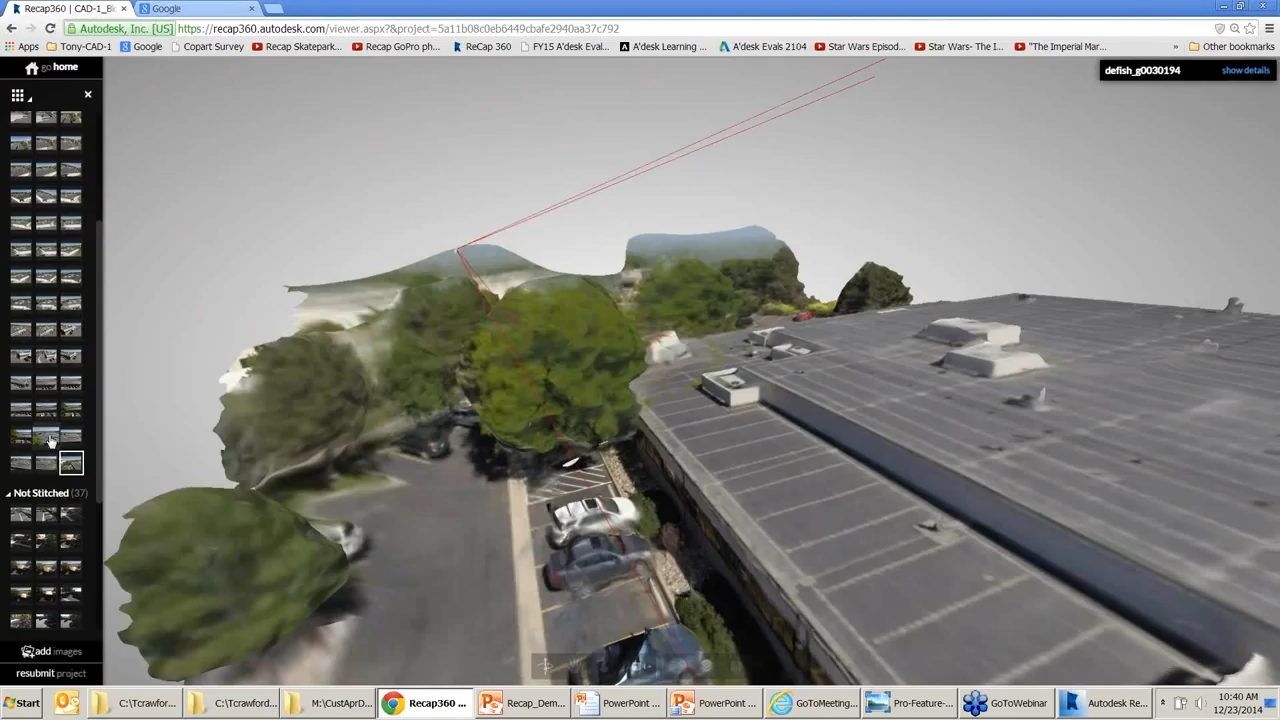 Recap360 | CAD-1_Bl
Google
Autodesk, Inc. [US]
https://recap360.autodesk.com/viewer.aspx?&project=5a11b08c0eb6449cbafe2940aa37c792
Apps
Tony-CAD-1
Google
Copart Survey
Recap Skatepark...
Recap GoPro ph...
ReCap 360
FY15 A'desk Eval...
A'desk Learning ...
A'desk Evals 2104
Star Wars Episod...
Star Wars- The I...
"The Imperial Mar...
»
Other bookmarks
go home
defish_g0030194
show details
Not Stitched (37)
add images
resubmit project
Start
C:\Tcrawfor...
C:\Tcrawford...
M:\CustAprD...
Recap360 ...
Recap_Dem...
PowerPoint ...
PowerPoint ...
GoToMeeting...
Pro-Feature-...
GoToWebinar
Autodesk Re...
10:40 AM
12/23/2014